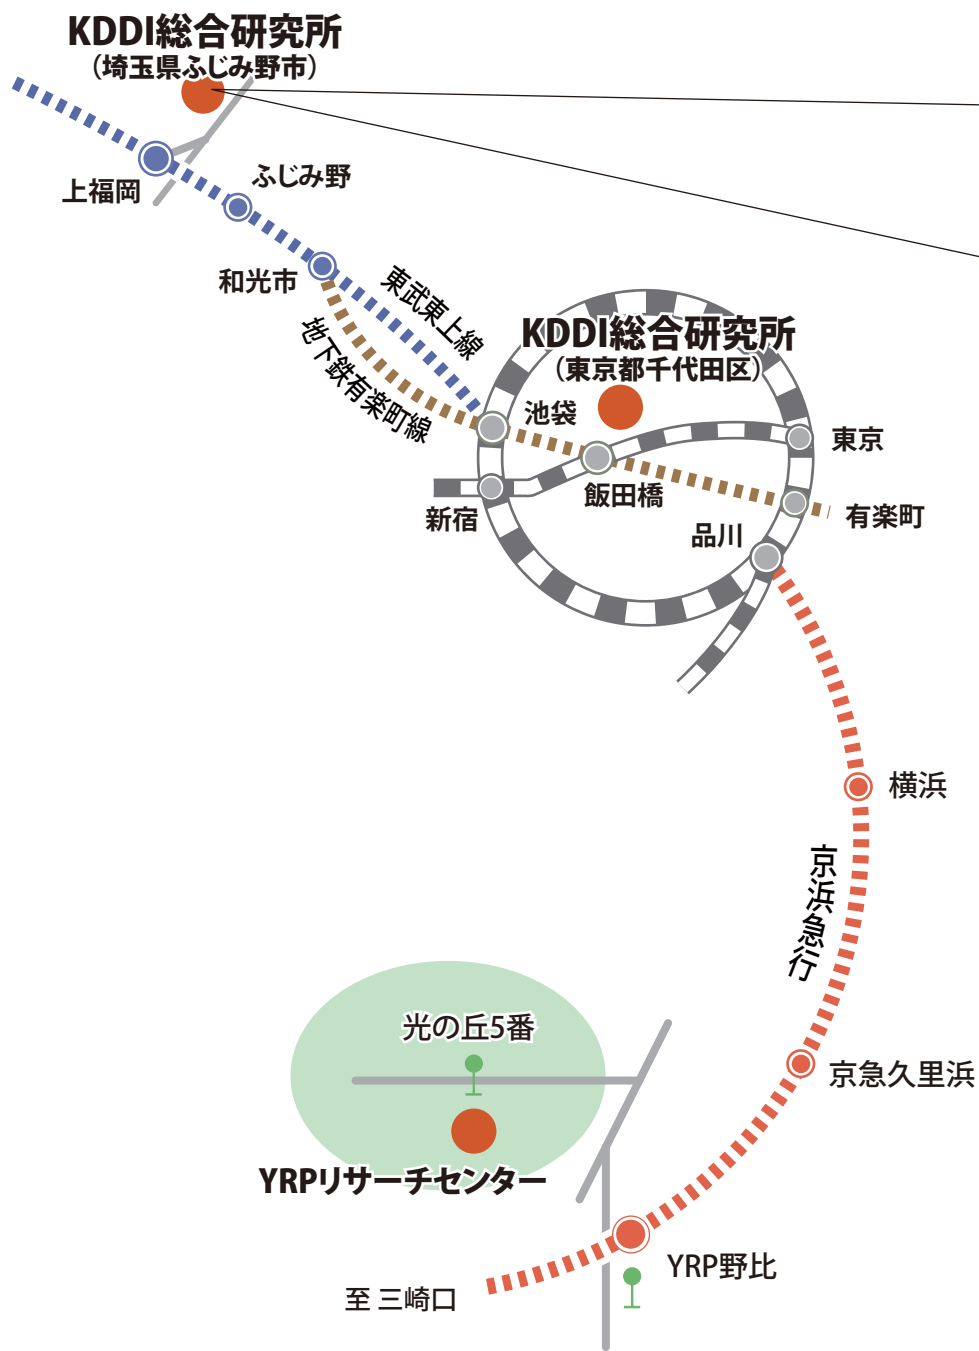 KDDI総合研究所
（埼玉県ふじみ野市）
上福岡
ふじみ野
和光市
東武東上線
地下鉄有楽町線
KDDI総合研究所
（東京都千代田区）
池袋
東京
飯田橋
新宿
有楽町
品川
横浜
京浜急行
光の丘5番
京急久里浜
YRPリサーチセンター
YRP野比
至 三崎口